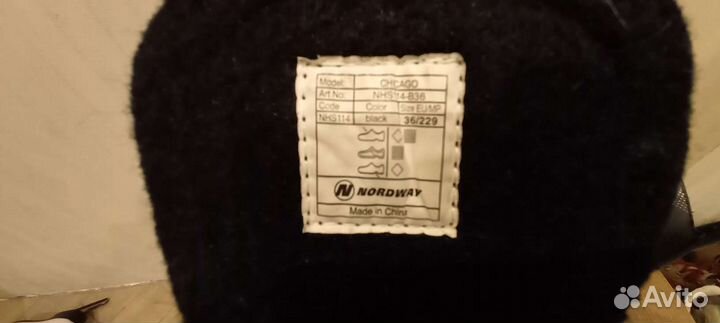 Model: CHICAGO
Art No: NHS114-B36
Code Color Size EU/MP
NHS114 black 36/229
N NORDWAY
Made in China
Avito